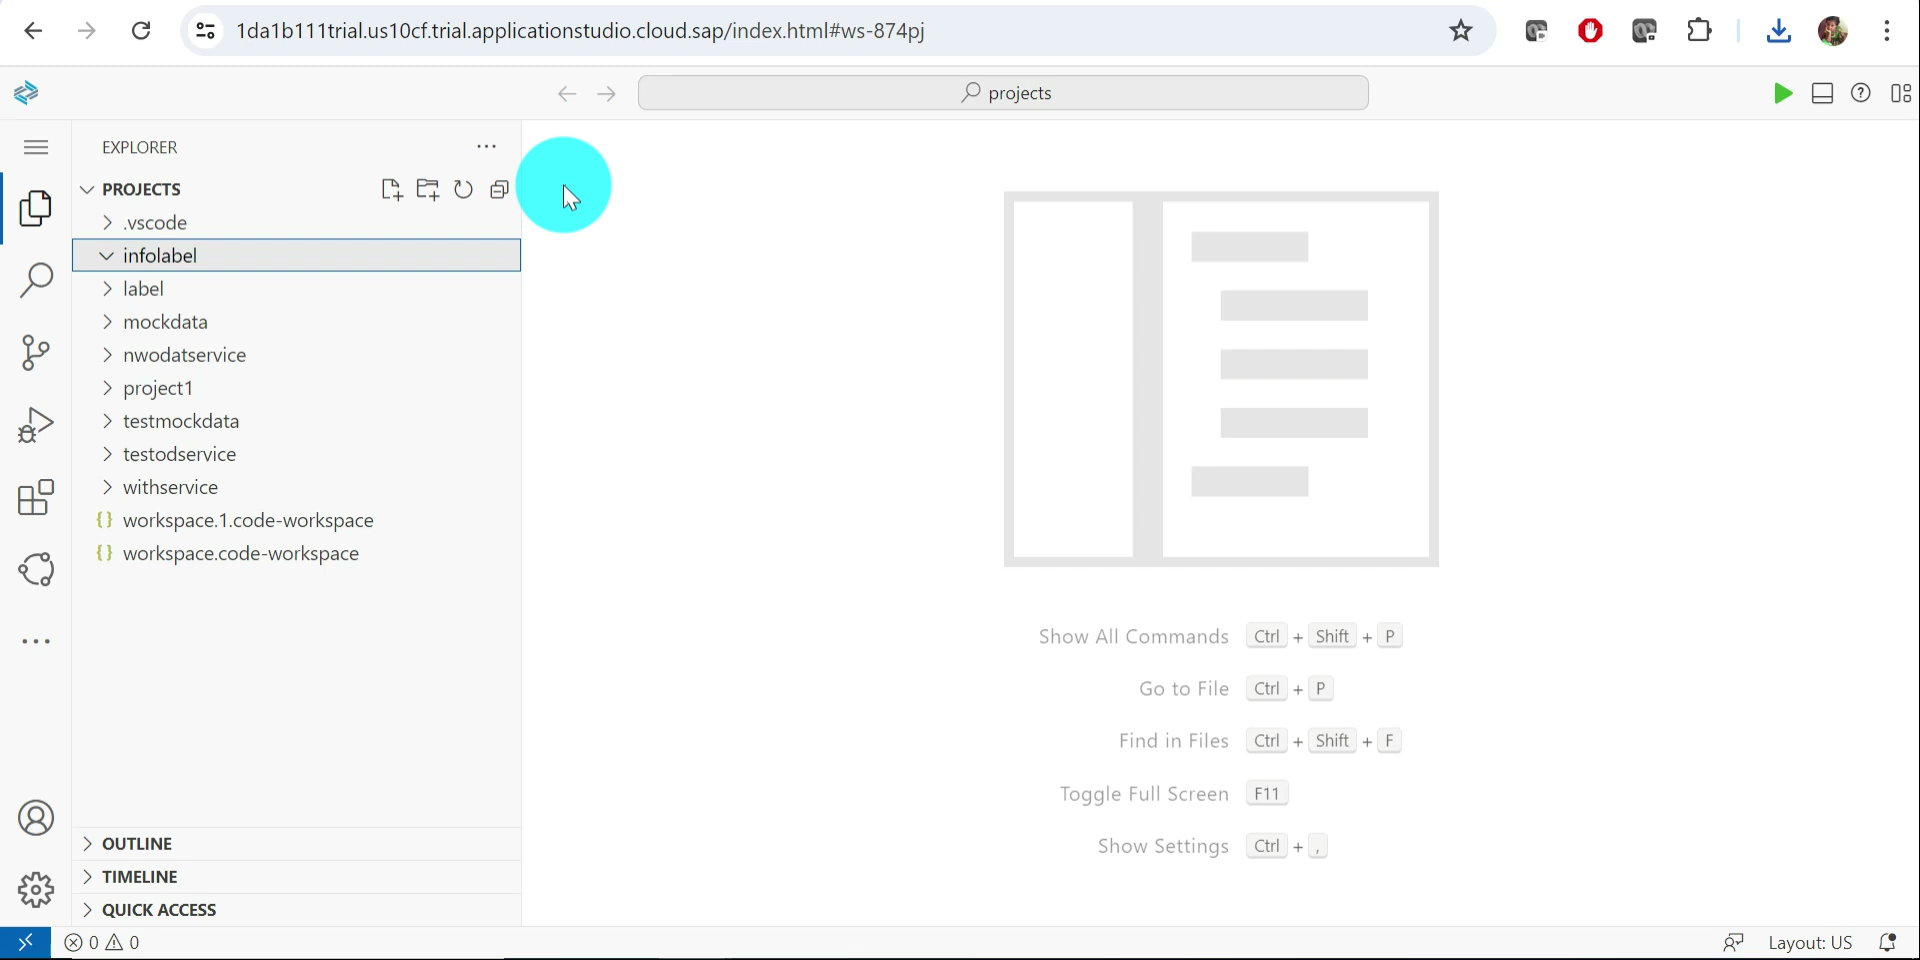 1da1b111trial.us10cf.trial.applicationstudio.cloud.sap/index.html#ws-874pj
projects
EXPLORER
PROJECTS
.vscode
infolabel
label
mockdata
nwodatservice
project1
testmockdata
testodservice
withservice
{} workspace.1.code-workspace
{} workspace.code-workspace
Show All Commands Ctrl + Shift + P
Go to File Ctrl + P
Find in Files Ctrl + Shift + F
Toggle Full Screen F11
Show Settings Ctrl + ,
OUTLINE
TIMELINE
QUICK ACCESS
0 0
Layout: US